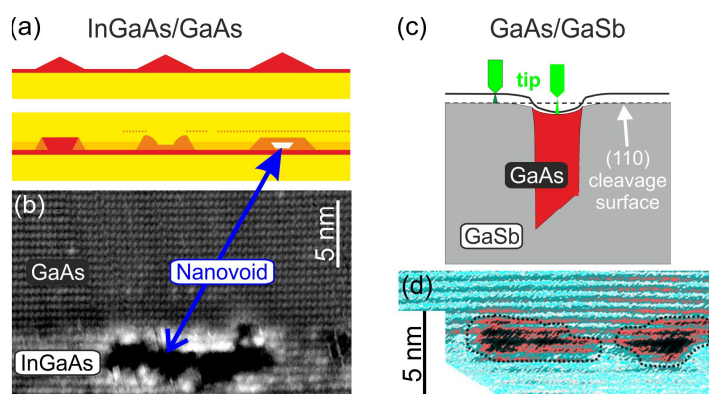 (a) InGaAs/GaAs
(b)
GaAs
5 nm
Nanovoid
InGaAs
(c) GaAs/GaSb
tip
GaAs
(110)
cleavage
surface
GaSb
(d)
5 nm